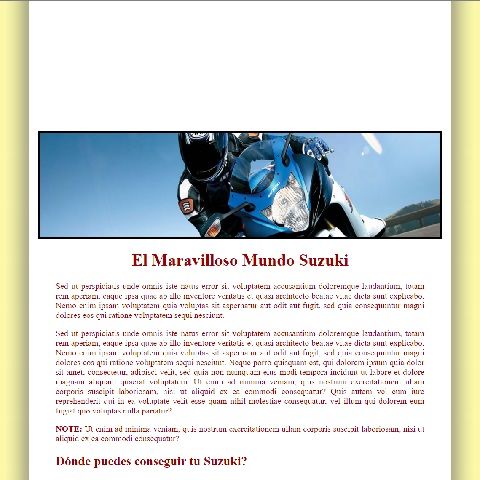 El Maravilloso Mundo Suzuki
Sed ut perspiciatis unde omnis iste natus error sit voluptatem accusantium doloremque laudantium, totam
rem aperiam, eaque ipsa quae ab illo inventore veritatis et quasi architecto beatae vitae dicta sunt explicabo.
Nemo enim ipsam voluptatem quia voluptas sit aspernatur aut odit aut fugit, sed quia consequuntur magni
dolores eos qui ratione voluptatem sequi nesciunt.
Sed ut perspiciatis unde omnis iste natus error sit voluptatem accusantium doloremque laudantium, totam
rem aperiam, eaque ipsa quae ab illo inventore veritatis et quasi architecto beatae vitae dicta sunt explicabo.
Nemo enim ipsam voluptatem quia voluptas sit aspernatur aut odit aut fugit, sed quia consequuntur magni
dolores eos qui ratione voluptatem sequi nesciunt. Neque porro quisquam est, qui dolorem ipsum quia dolor
sit amet, consectetur, adipisci velit, sed quia non numquam eius modi tempora incidunt ut labore et dolore
magnam aliquam quaerat voluptatem. Ut enim ad minima veniam, quis nostrum exercitationem ullam
corporis suscipit laboriosam, nisi ut aliquid ex ea commodi consequatur? Quis autem vel eum iure
reprehenderit qui in ea voluptate velit esse quam nihil molestiae consequatur, vel illum qui dolorem eum
fugiat quo voluptas nulla pariatur?
NOTE: Ut enim ad minima veniam, quis nostrum exercitationem ullam corporis suscipit laboriosam, nisi ut
aliquid ex ea commodi consequatur?
Dónde puedes conseguir tu Suzuki?